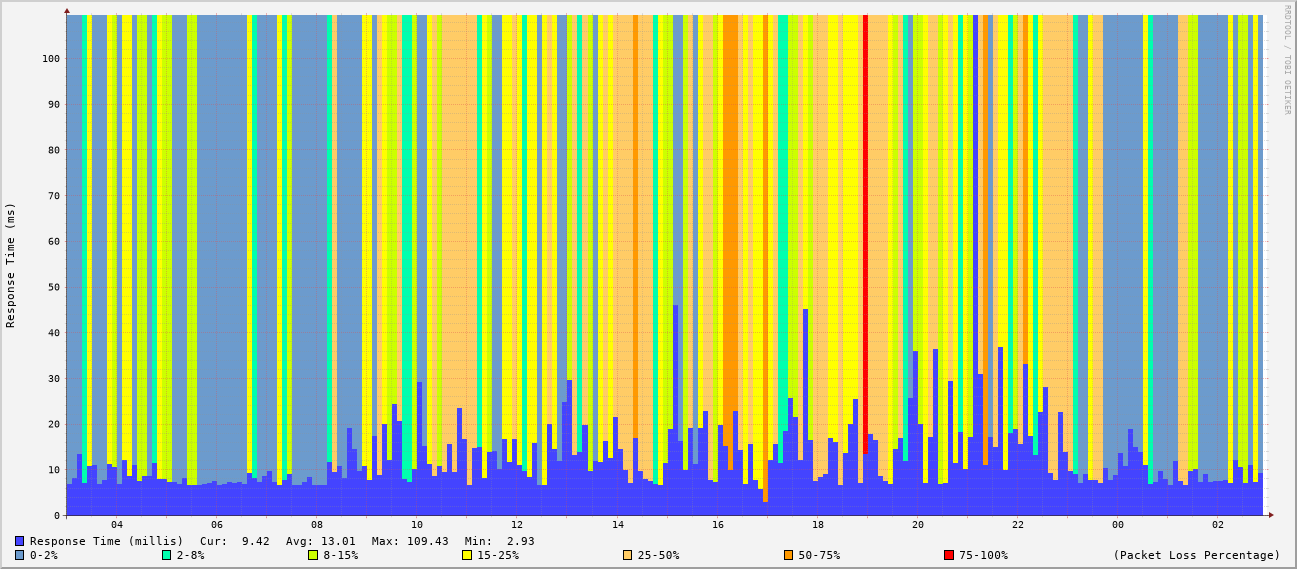 RRDTOOL / TOBI OETIKER
Response Time (ms)
100
90
80
70
60
50
40
30
20
10
0
04 06 08 10 12 14 16 18 20 22 00 02
Response Time (millis) Cur: 9.42 Avg: 13.01 Max: 109.43 Min: 2.93
0-2% 2-8% 8-15% 15-25% 25-50% 50-75% 75-100% (Packet Loss Percentage)